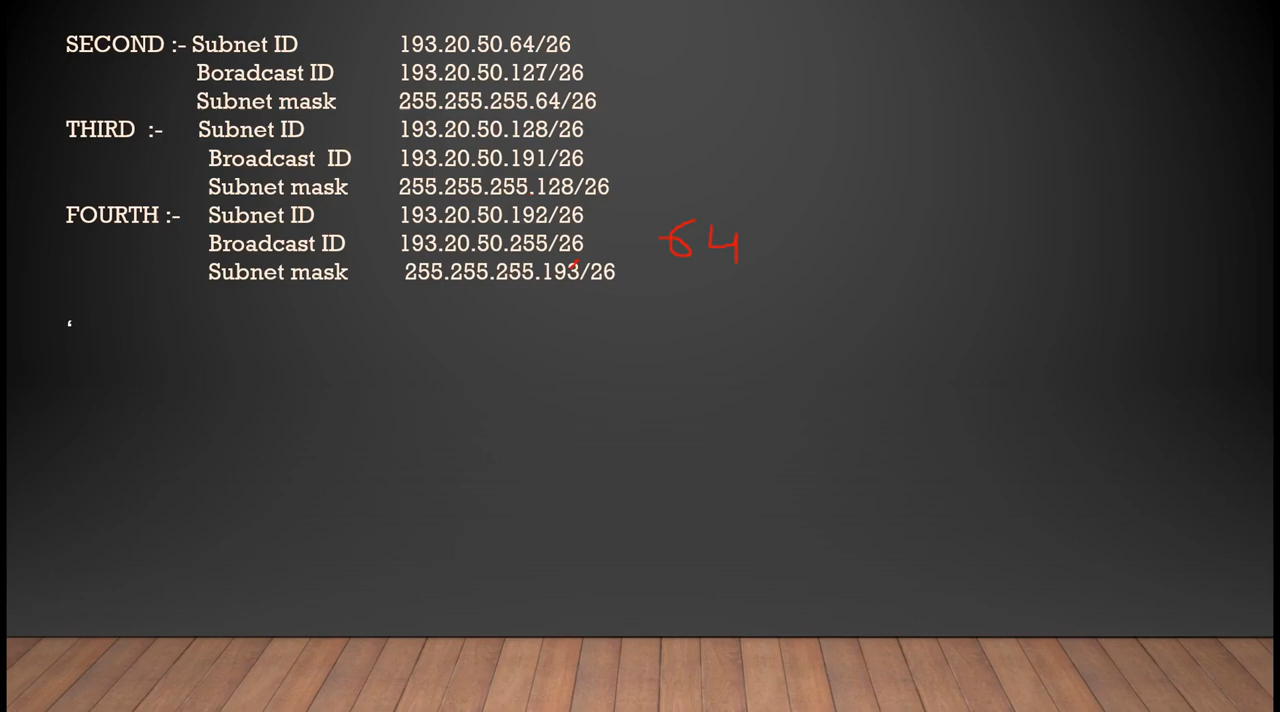 SECOND :- Subnet ID 193.20.50.64/26
Boradcast ID 193.20.50.127/26
Subnet mask 255.255.255.64/26
THIRD :- Subnet ID 193.20.50.128/26
Broadcast ID 193.20.50.191/26
Subnet mask 255.255.255.128/26
FOURTH :- Subnet ID 193.20.50.192/26
Broadcast ID 193.20.50.255/26
64
Subnet mask 255.255.255.193/26
‘